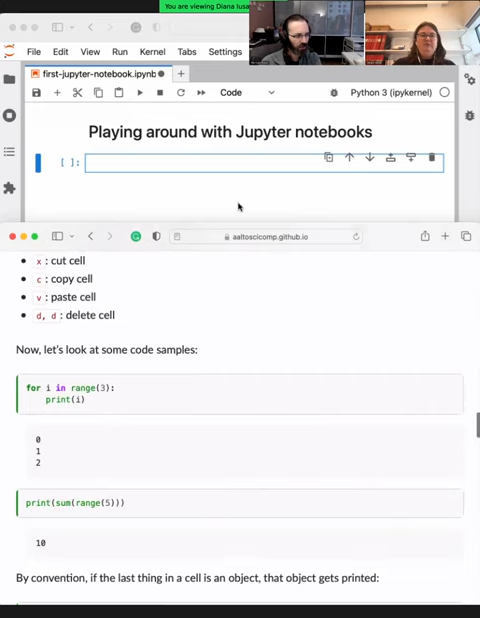 You are viewing Diana Iusa
File Edit View Run Kernel Tabs Settings
first-jupyter-notebook.ipynb
Code
Python 3 (ipykernel)
Playing around with Jupyter notebooks
[ ]:
aaltoscicomp.github.io
x : cut cell
c : copy cell
v : paste cell
d, d : delete cell
Now, let's look at some code samples:
for i in range(3):
print(i)
0
1
2
print(sum(range(5)))
10
By convention, if the last thing in a cell is an object, that object gets printed: